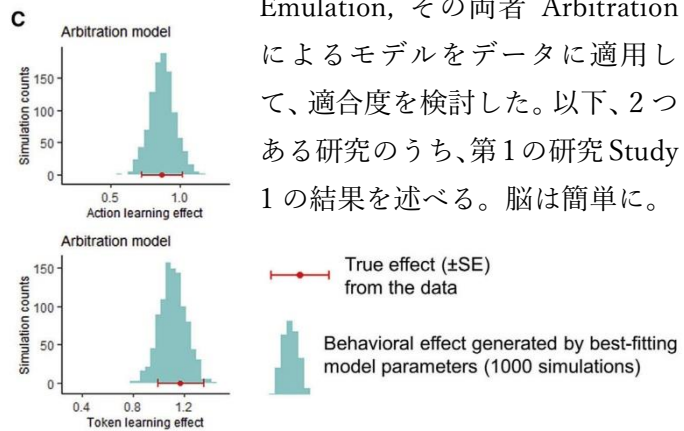 C
Arbitration model
Simulation counts
150
100
50
0
0.5
1.0
Action learning effect
Arbitration model
Simulation counts
150
100
50
0
0.4
0.8
1.2
Token learning effect
Emulation, その両者 Arbitration
によるモデルをデータに適用し
て、適合度を検討した。以下、2 つ
ある研究のうち、第 1 の研究 Study
1 の結果を述べる。脳は簡単に。
True effect (±SE)
from the data
Behavioral effect generated by best-fitting
model parameters (1000 simulations)